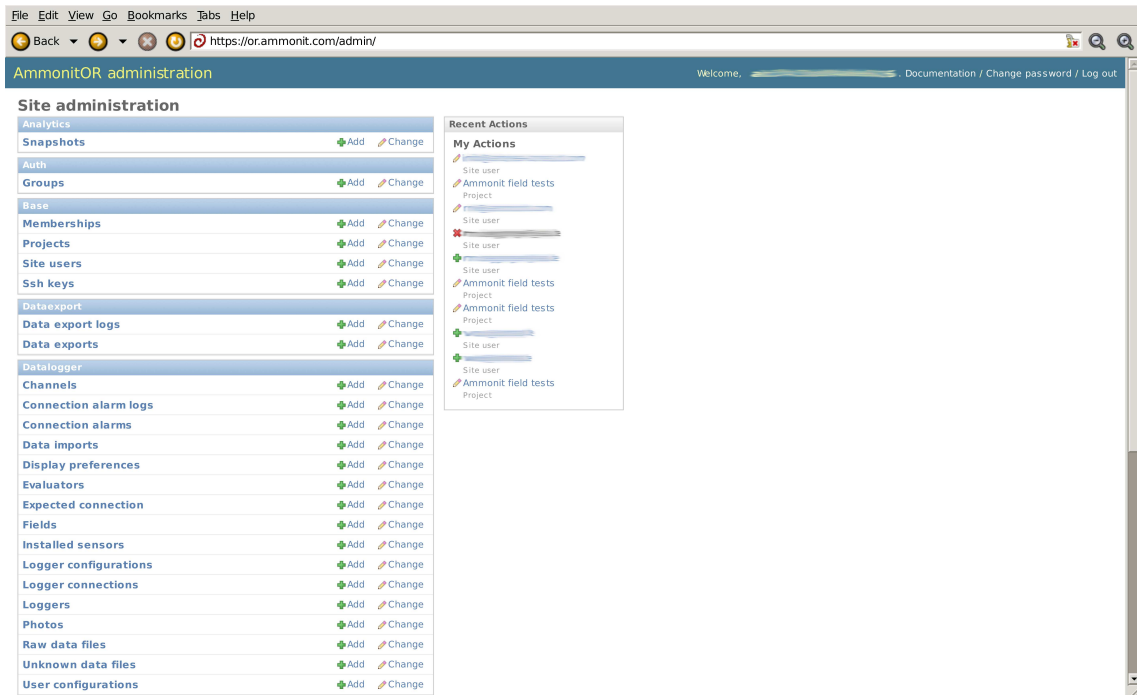 File Edit View Go Bookmarks Tabs Help
Back https://or.ammonit.com/admin/
AmmonitOR administration
Welcome, . Documentation / Change password / Log out
Site administration
Analytics
Snapshots Add Change
Auth
Groups Add Change
Base
Memberships Add Change
Projects Add Change
Site users Add Change
Ssh keys Add Change
Dataexport
Data export logs Add Change
Data exports Add Change
Datalogger
Channels Add Change
Connection alarm logs Add Change
Connection alarms Add Change
Data imports Add Change
Display preferences Add Change
Evaluators Add Change
Expected connection Add Change
Fields Add Change
Installed sensors Add Change
Logger configurations Add Change
Logger connections Add Change
Loggers Add Change
Photos Add Change
Raw data files Add Change
Unknown data files Add Change
User configurations Add Change
Recent Actions
My Actions
Site user
Ammonit field tests
Project
Site user
Site user
Site user
Ammonit field tests
Project
Ammonit field tests
Project
Site user
Site user
Ammonit field tests
Project